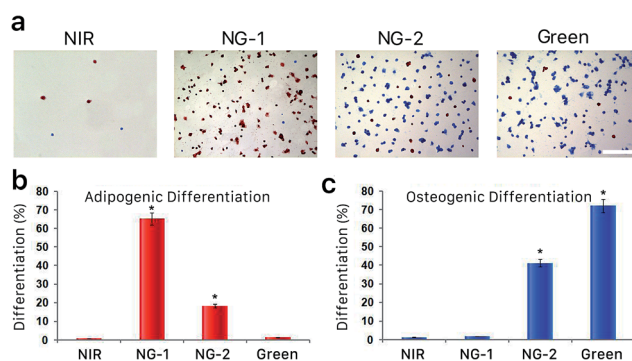 a
NIR NG-1 NG-2 Green
b
Adipogenic Differentiation
Differentiation (%)
80
70
60
50
40
30
20
10
0
NIR NG-1 NG-2 Green
*
*
c
Osteogenic Differentiation
Differentiation (%)
80
70
60
50
40
30
20
10
0
NIR NG-1 NG-2 Green
*
*